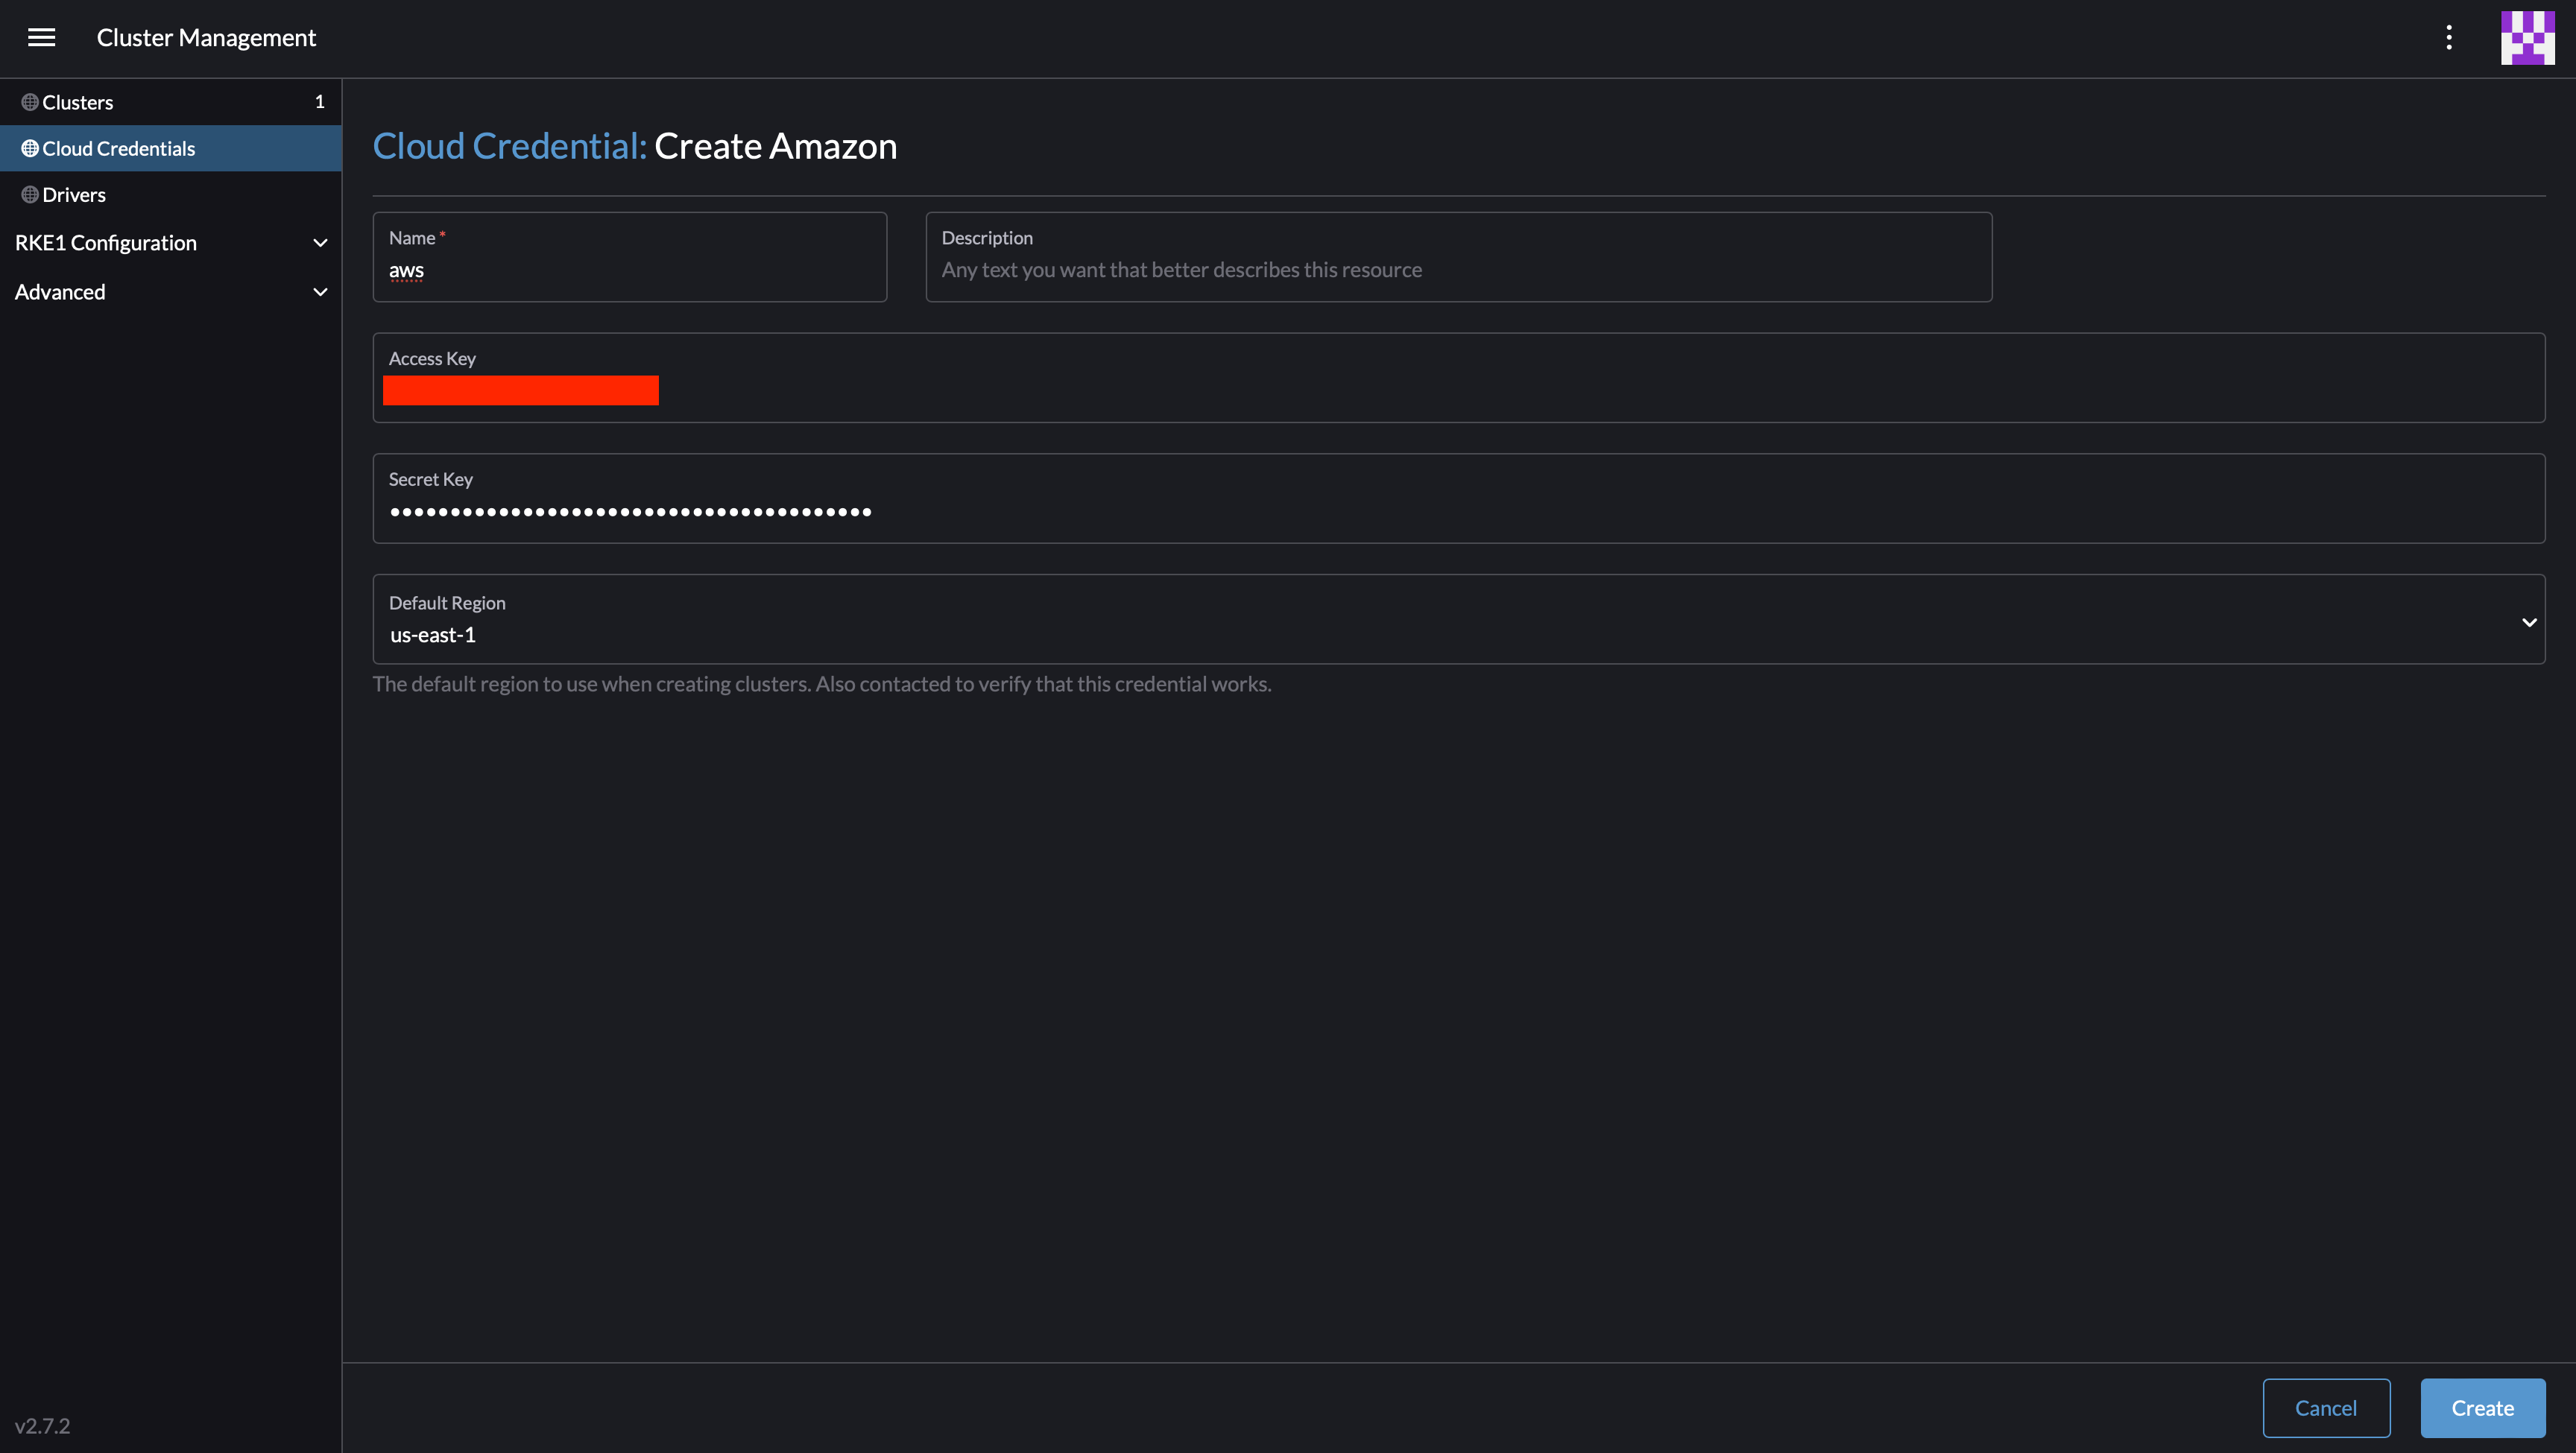 Cluster Management
Clusters 1
Cloud Credentials
Drivers
RKE1 Configuration
Advanced
v2.7.2
Cloud Credential: Create Amazon
Name *
aws
Description
Any text you want that better describes this resource
Access Key
Secret Key
••••••••••••••••••••••••••••••••••••••••
Default Region
us-east-1
The default region to use when creating clusters. Also contacted to verify that this credential works.
Cancel
Create